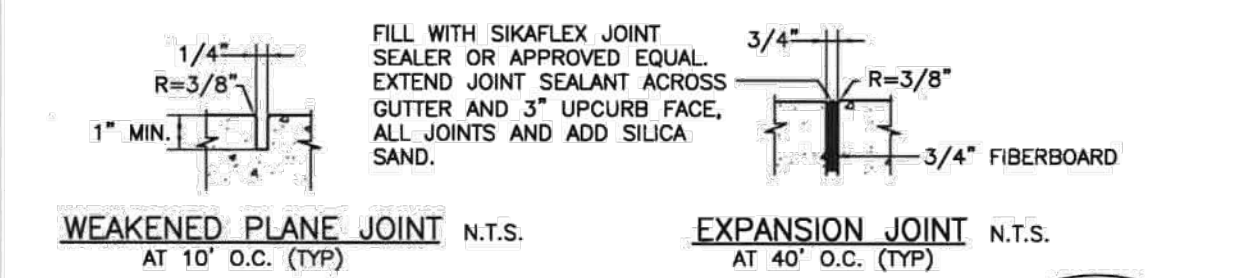 1/4"
R=3/8"
1" MIN.
WEAKENED PLANE JOINT N.T.S.
AT 10' O.C. (TYP)
FILL WITH SIKAFLEX JOINT
SEALER OR APPROVED EQUAL.
EXTEND JOINT SEALANT ACROSS
GUTTER AND 3" UPCURB FACE,
ALL JOINTS AND ADD SILICA
SAND.
3/4"
R=3/8"
3/4" FIBERBOARD
EXPANSION JOINT N.T.S.
AT 40' O.C. (TYP)